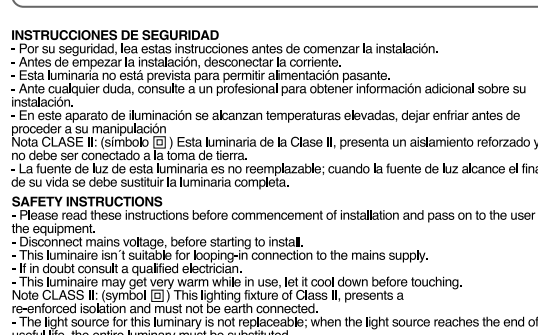 INSTRUCCIONES DE SEGURIDAD
- Por su seguridad, lea estas instrucciones antes de comenzar la instalación.
- Antes de empezar la instalación, desconectar la corriente.
- Esta luminaria no está prevista para permitir alimentación pasante.
- Ante cualquier duda, consulte a un profesional para obtener información adicional sobre su
instalación.
- En este aparato de iluminación se alcanzan temperaturas elevadas, dejar enfriar antes de
proceder a su manipulación
Nota CLASE II: (símbolo ) Esta luminaria de la Clase II, presenta un aislamiento reforzado y
no debe ser conectado a la toma de tierra.
- La fuente de luz de esta luminaria es no reemplazable; cuando la fuente de luz alcance el fina
de su vida se debe sustituir la luminaria completa.
SAFETY INSTRUCTIONS
- Please read these instructions before commencement of installation and pass on to the user
the equipment.
- Disconnect mains voltage, before starting to install.
- This luminaire isn´t suitable for looping-in connection to the mains supply.
- If in doubt consult a qualified electrician.
- This luminaire may get very warm while in use, let it cool down before touching.
Note CLASS II: (symbol ) This lighting fixture of Class II, presents a
re-enforced isolation and must not be earth connected.
- The light source for this luminary is not replaceable; when the light source reaches the end of
useful life, the entire luminary must be substituted.